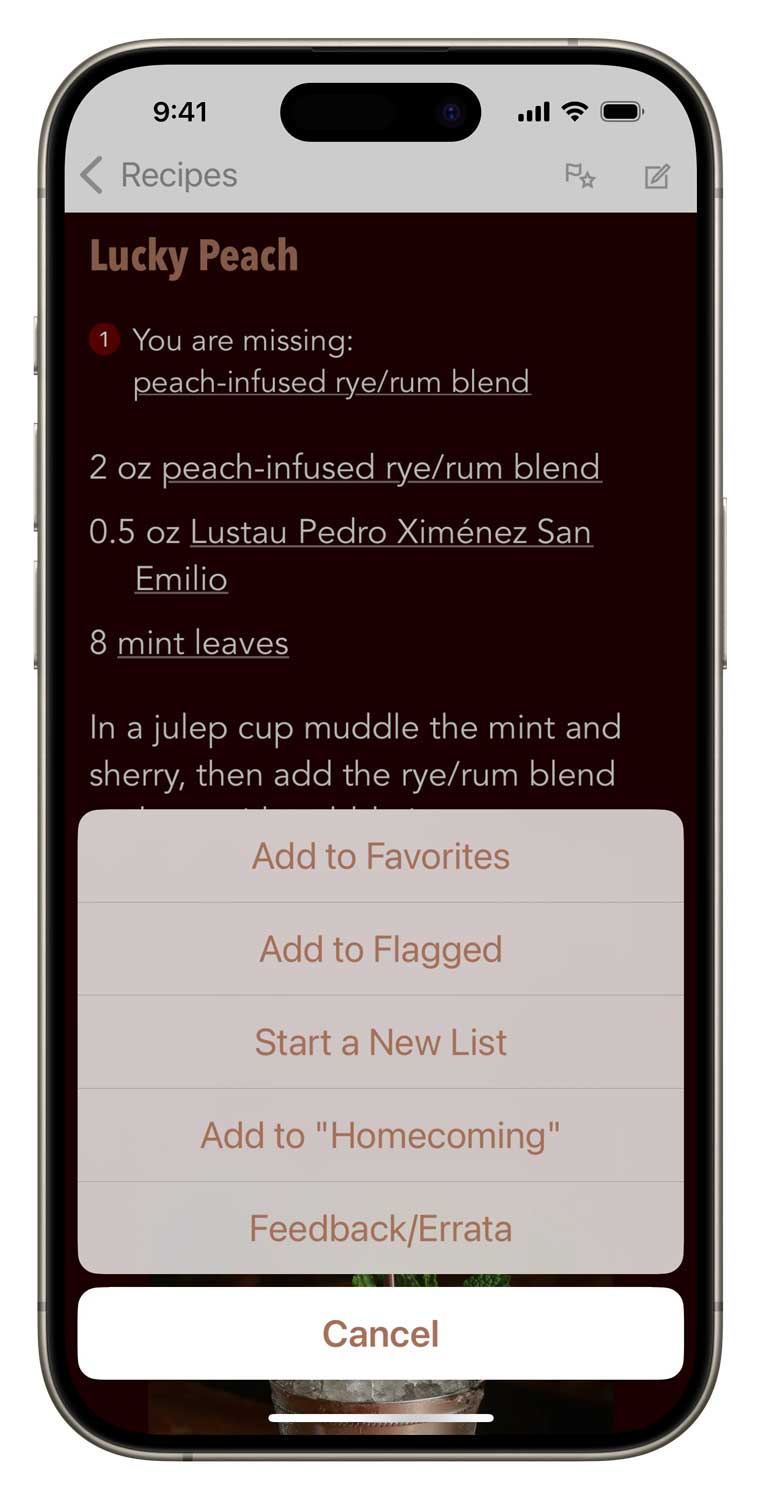 9:41
Recipes
Lucky Peach
1 You are missing:
peach-infused rye/rum blend
2 oz peach-infused rye/rum blend
0.5 oz Lustau Pedro Ximénez San
Emilio
8 mint leaves
In a julep cup muddle the mint and
sherry, then add the rye/rum blend
Add to Favorites
Add to Flagged
Start a New List
Add to "Homecoming"
Feedback/Errata
Cancel